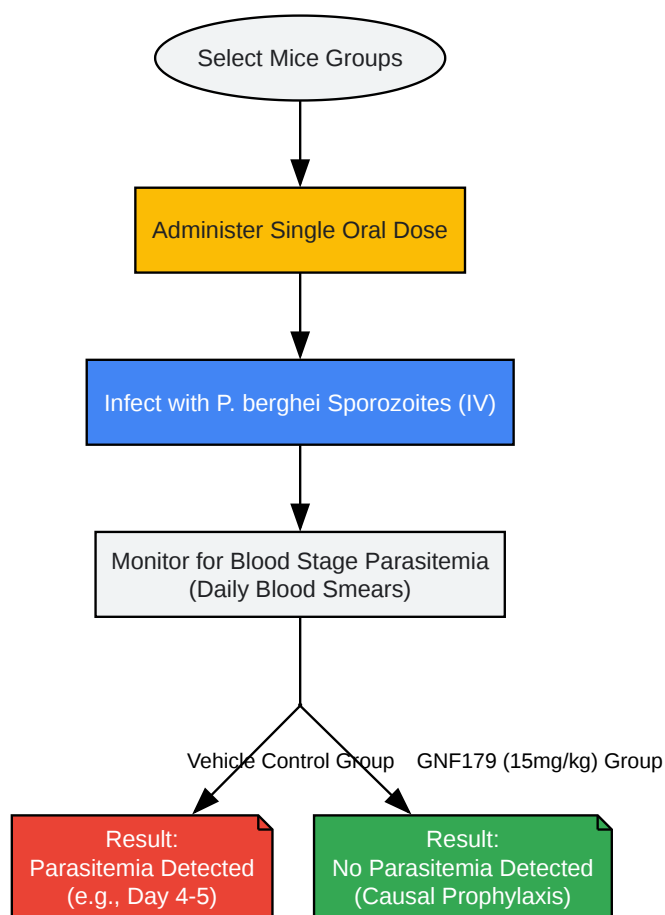 Select Mice Groups
Administer Single Oral Dose
Infect with P. berghei Sporozoites (IV)
Monitor for Blood Stage Parasitemia
(Daily Blood Smears)
Vehicle Control Group
GNF179 (15mg/kg) Group
Result:
Parasitemia Detected
(e.g., Day 4-5)
Result:
No Parasitemia Detected
(Causal Prophylaxis)